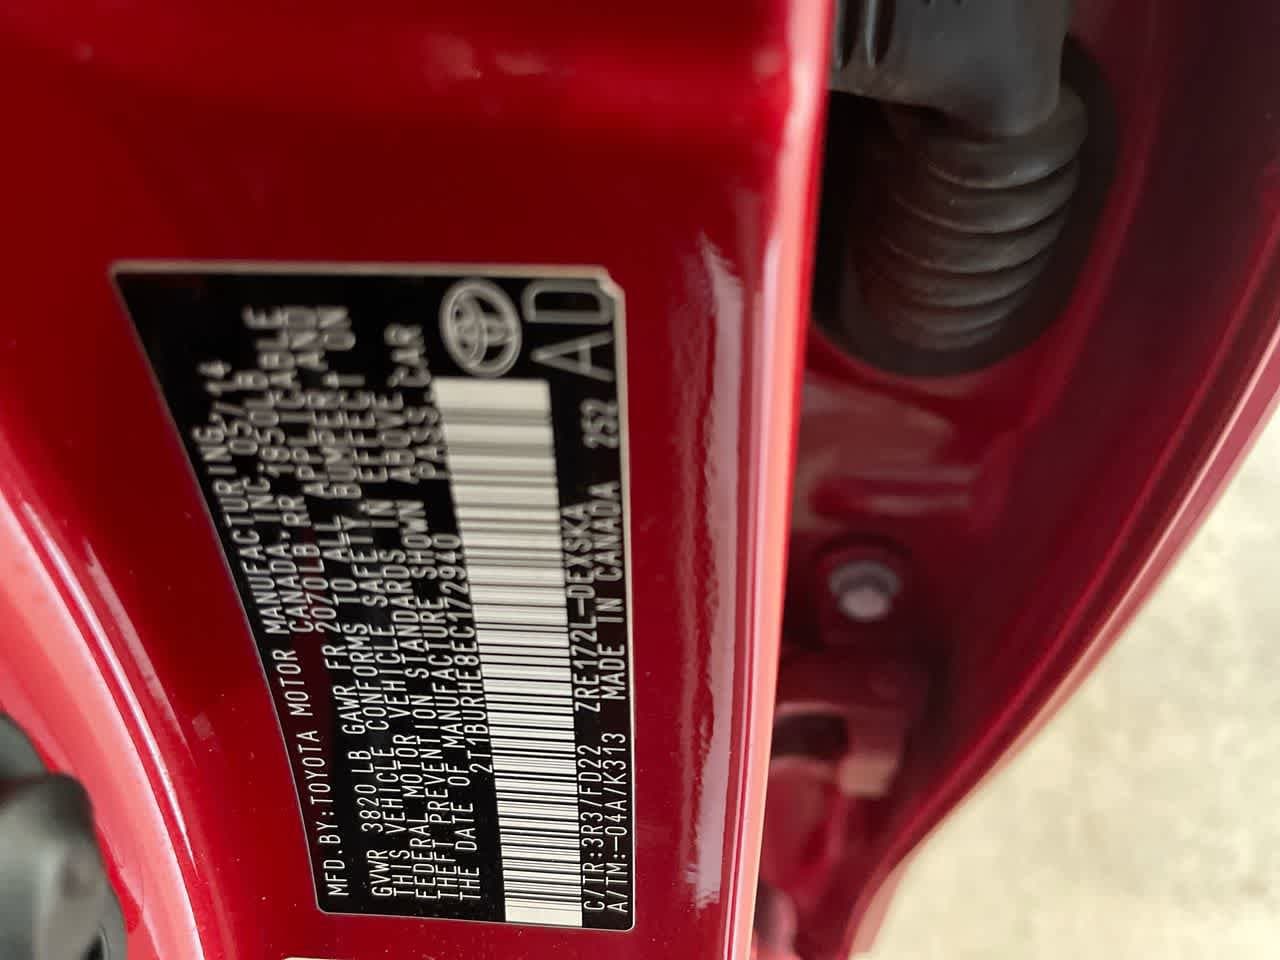 MFD.BY:TOYOTA MOTOR MANUFACTURING
CANADA,INC. 05/14
GVWR 3820LB GAWR FR 2070LB RR 1850LB
THIS VEHICLE CONFORMS TO ALL APPLICABLE
FEDERAL MOTOR VEHICLE SAFETY, BUMPER, AND
THEFT PREVENTION STANDARDS IN EFFECT ON
THE DATE OF MANUFACTURE SHOWN ABOVE.
2T1BURHE8EC172940 PASS. CAR
C/TR:3R3/FD22 ZRE172L-DEXSKA
A/TM:-04A/K313 MADE IN CANADA 252
AD